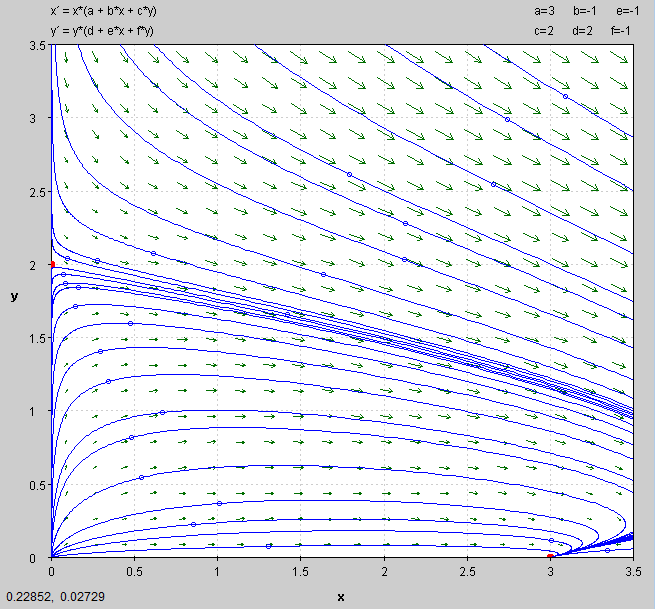 x´ = x*(a + b*x + c*y) a=3 b=-1 e=-1
y´ = y*(d + e*x + f*y) c=2 d=2 f=-1
3.5
3
2.5
2
y
1.5
1
0.5
0
0 0.5 1 1.5 2 2.5 3 3.5
0.22852, 0.02729 x